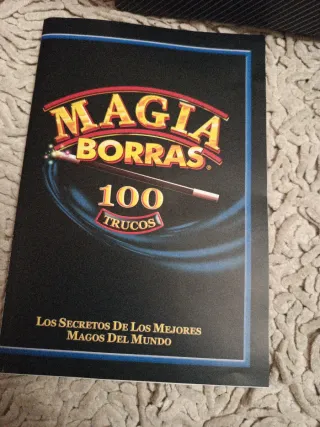 MAGIA
BORRAS®
100
TRUCOS
LOS SECRETOS DE LOS MEJORES
MAGOS DEL MUNDO